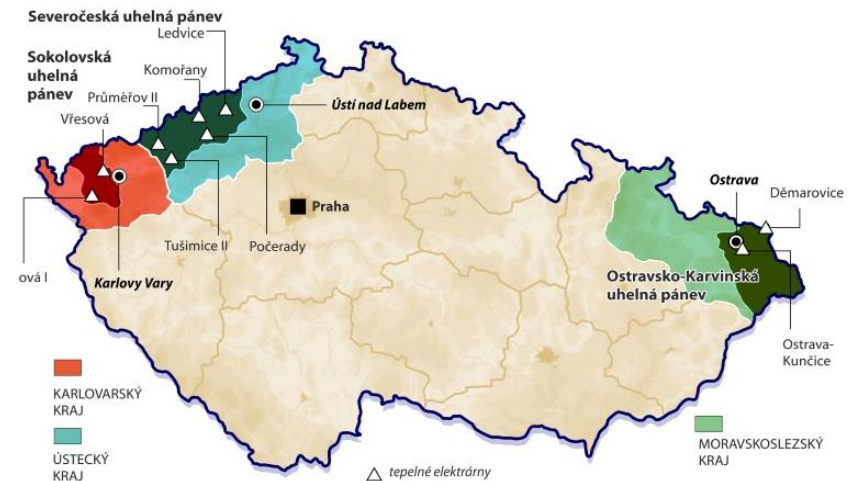 Severočeská uhelná pánev
Ledvice
Sokolovská
uhelná
pánev
Komořany
Průměřov II
Vřesová
Ústí nad Labem
Praha
Tušimice II
Počerady
ová I
Karlovy Vary
Ostrava
Děmarovice
Ostravsko-Karvinská
uhelná pánev
Ostrava-
Kunčice
KARLOVARSKÝ
KRAJ
ÚSTECKÝ
KRAJ
MORAVSKOSLEZSKÝ
KRAJ
tepelné elektrárny